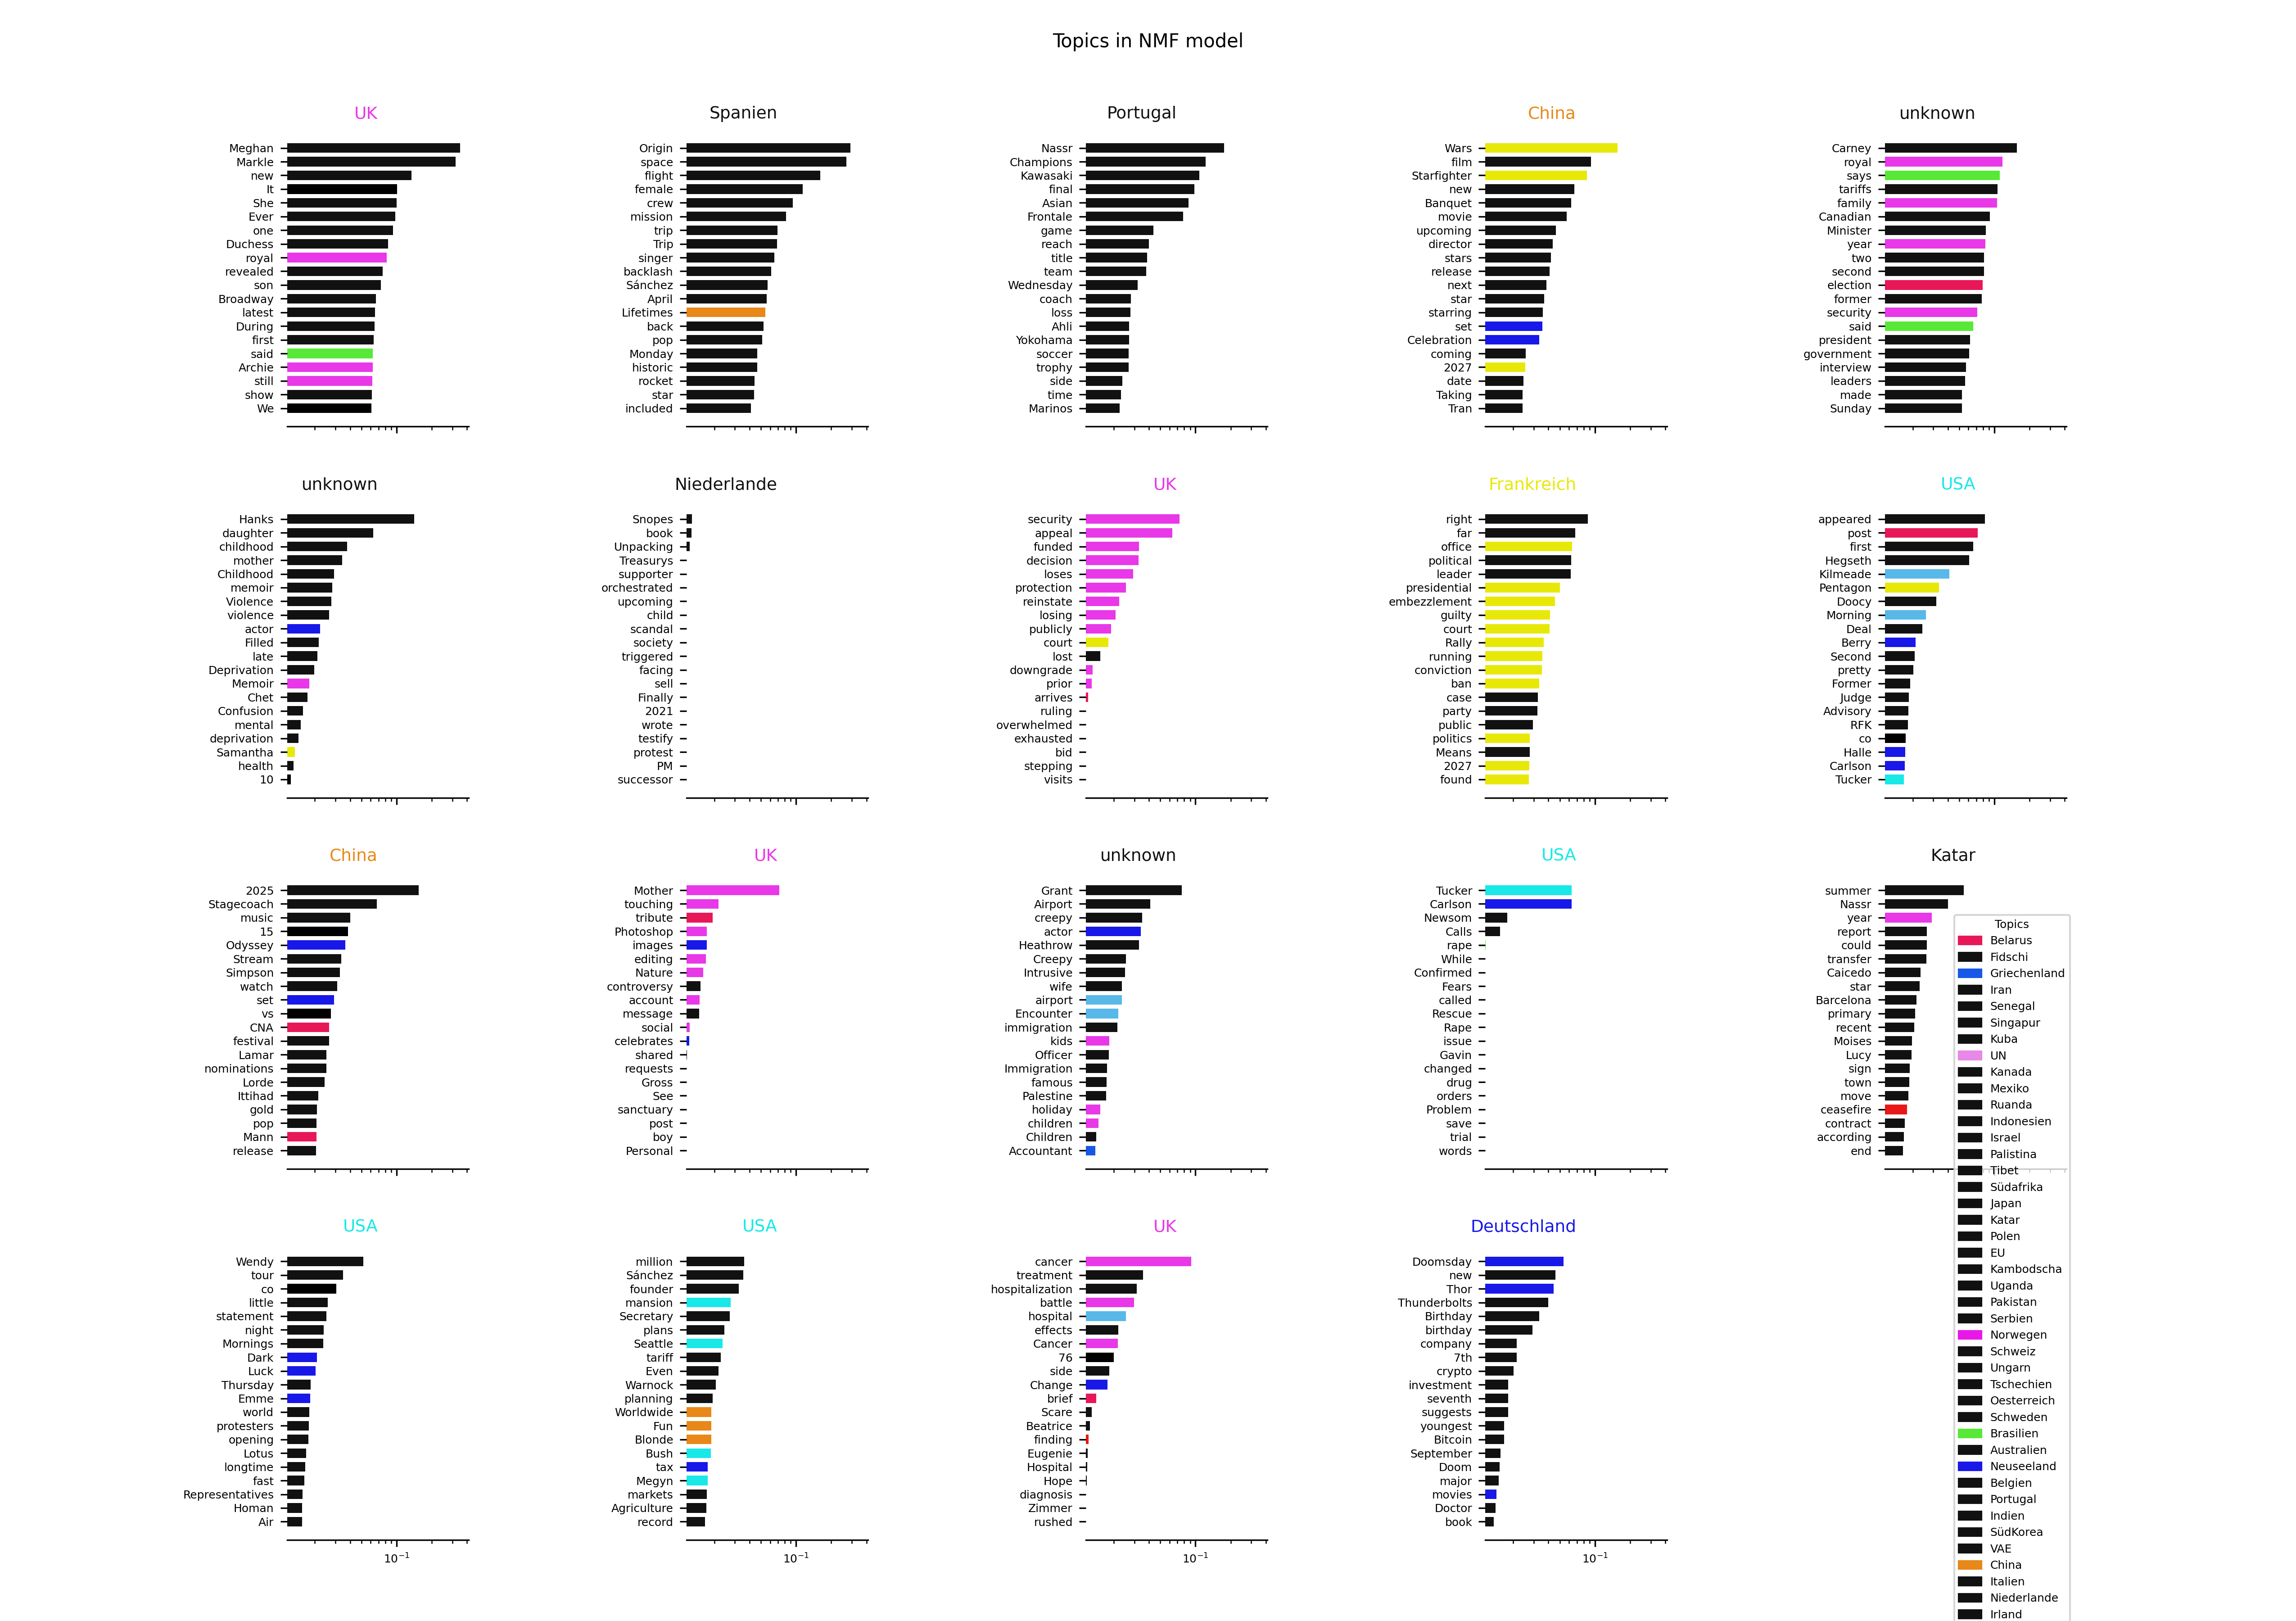 Topics in NMF model
UK
Meghan
Markle
new
It
She
Ever
one
Duchess
royal
revealed
son
Broadway
latest
During
first
said
Archie
still
show
We
Spanien
Origin
space
flight
female
crew
mission
trip
Trip
singer
backlash
Sánchez
April
Lifetimes
back
pop
Monday
historic
rocket
star
included
Portugal
Nassr
Champions
Kawasaki
final
Asian
Frontale
game
reach
title
team
Wednesday
coach
loss
Ahli
Yokohama
soccer
trophy
side
time
Marinos
China
Wars
film
Starfighter
new
Banquet
movie
upcoming
director
stars
release
next
star
starring
set
Celebration
coming
2027
date
Taking
Tran
unknown
Carney
royal
says
tariffs
family
Canadian
Minister
year
two
second
election
former
security
said
president
government
interview
leaders
made
Sunday
unknown
Hanks
daughter
childhood
mother
Childhood
memoir
Violence
violence
actor
Filled
late
Deprivation
Memoir
Chet
Confusion
mental
deprivation
Samantha
health
10
Niederlande
Snopes
book
Unpacking
Treasurys
supporter
orchestrated
upcoming
child
scandal
society
triggered
facing
sell
Finally
2021
wrote
testify
protest
PM
successor
UK
security
appeal
funded
decision
loses
protection
reinstate
losing
publicly
court
lost
downgrade
prior
arrives
ruling
overwhelmed
exhausted
bid
stepping
visits
Frankreich
right
far
office
political
leader
presidential
embezzlement
guilty
court
Rally
running
conviction
ban
case
party
public
politics
Means
2027
found
USA
appeared
post
first
Hegseth
Kilmeade
Pentagon
Doocy
Morning
Deal
Berry
Second
pretty
Former
Judge
Advisory
RFK
co
Halle
Carlson
Tucker
China
2025
Stagecoach
music
15
Odyssey
Stream
Simpson
watch
set
vs
CNA
festival
Lamar
nominations
Lorde
Ittihad
gold
pop
Mann
release
UK
Mother
touching
tribute
Photoshop
images
editing
Nature
controversy
account
message
social
celebrates
shared
requests
Gross
See
sanctuary
post
boy
Personal
unknown
Grant
Airport
creepy
actor
Heathrow
Creepy
Intrusive
wife
airport
Encounter
immigration
kids
Officer
Immigration
famous
Palestine
holiday
children
Children
Accountant
USA
Tucker
Carlson
Newsom
Calls
rape
While
Confirmed
Fears
called
Rescue
Rape
issue
Gavin
changed
drug
orders
Problem
save
trial
words
Katar
summer
Nassr
year
report
could
transfer
Caicedo
star
Barcelona
primary
recent
Moises
Lucy
sign
town
move
ceasefire
contract
according
end
USA
Wendy
tour
co
little
statement
night
Mornings
Dark
Luck
Thursday
Emme
world
protesters
opening
Lotus
longtime
fast
Representatives
Homan
Air
10⁻¹
USA
million
Sánchez
founder
mansion
Secretary
plans
Seattle
tariff
Even
Warnock
planning
Worldwide
Fun
Blonde
Bush
tax
Megyn
markets
Agriculture
record
10⁻¹
UK
cancer
treatment
hospitalization
battle
hospital
effects
Cancer
76
side
Change
brief
Scare
Beatrice
finding
Eugenie
Hospital
Hope
diagnosis
Zimmer
rushed
10⁻¹
Deutschland
Doomsday
new
Thor
Thunderbolts
Birthday
birthday
company
7th
crypto
investment
seventh
suggests
youngest
Bitcoin
September
Doom
major
movies
Doctor
book
10⁻¹
Topics
Belarus
Fidschi
Griechenland
Iran
Senegal
Singapur
Kuba
UN
Kanada
Mexiko
Ruanda
Indonesien
Israel
Palistina
Tibet
Südafrika
Japan
Katar
Polen
EU
Kambodscha
Uganda
Pakistan
Serbien
Norwegen
Schweiz
Ungarn
Tschechien
Oesterreich
Schweden
Brasilien
Australien
Neuseeland
Belgien
Portugal
Indien
SüdKorea
VAE
China
Italien
Niederlande
Irland